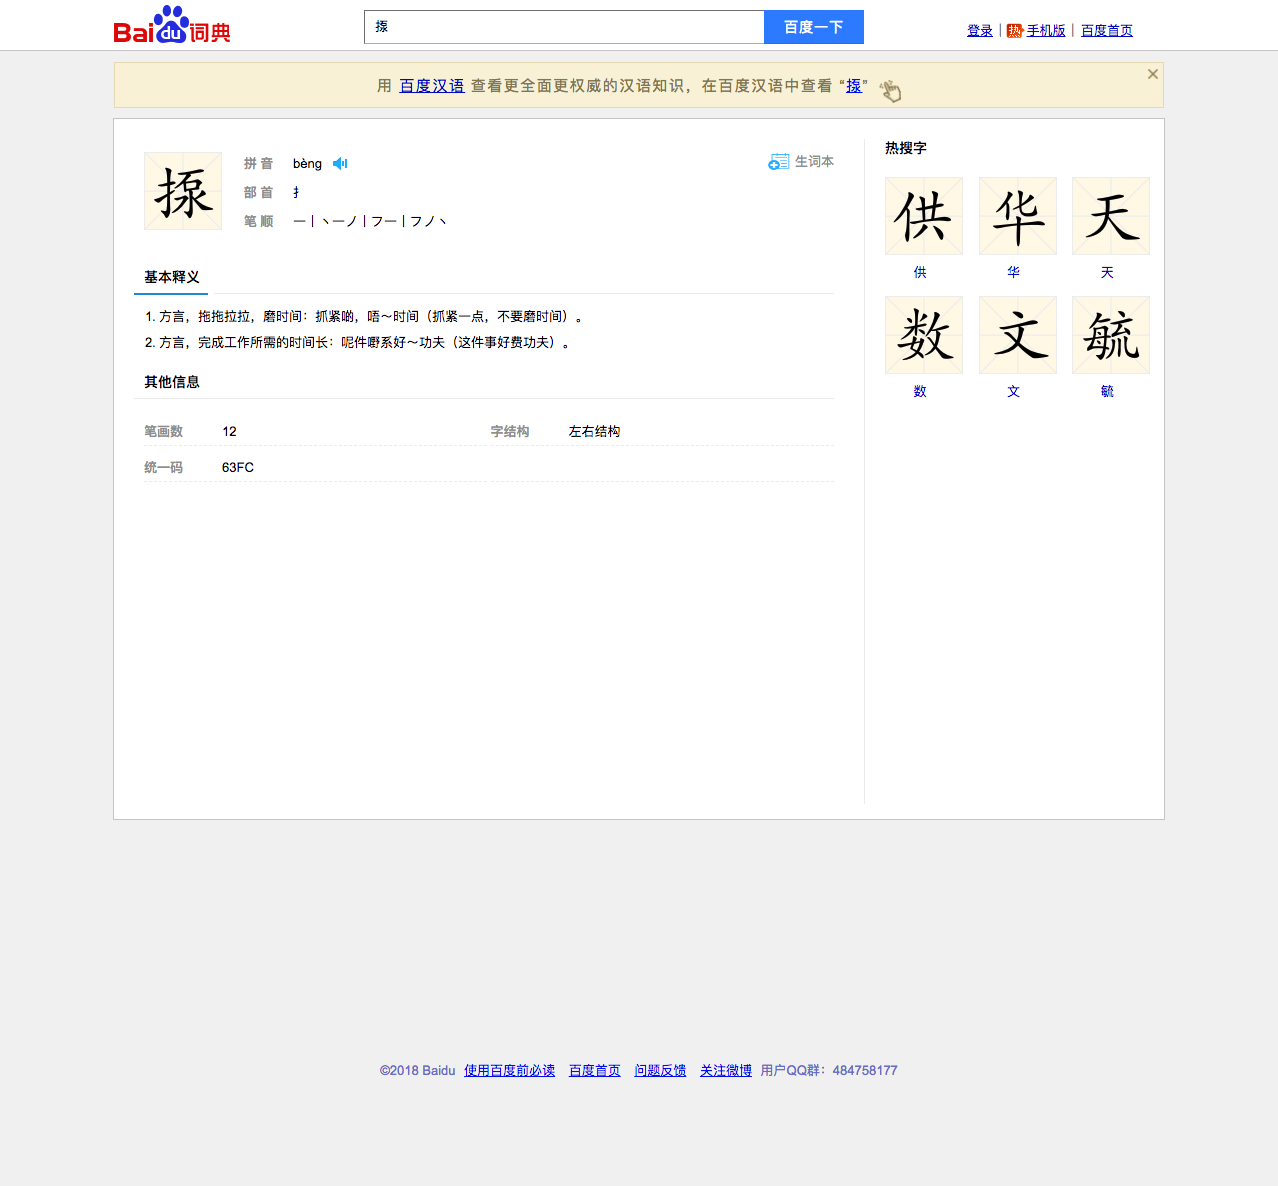 Baidu词典
揼
百度一下
登录 | 热 手机版 | 百度首页
用 百度汉语 查看更全面更权威的汉语知识，在百度汉语中查看 “揼”
揼
拼 音 bèng
生词本
部 首 扌
笔 顺 一丨丶一ノ丨フ一丨フノ丶
基本释义
1. 方言，拖拖拉拉，磨时间：抓紧啲，唔～时间（抓紧一点，不要磨时间）。
2. 方言，完成工作所需的时间长：呢件嘢系好～功夫（这件事好费功夫）。
其他信息
笔画数 12 字结构 左右结构
统一码 63FC
热搜字
供 华 天
供 华 天
数 文 毓
数 文 毓
©2018 Baidu 使用百度前必读 百度首页 问题反馈 关注微博 用户QQ群：484758177